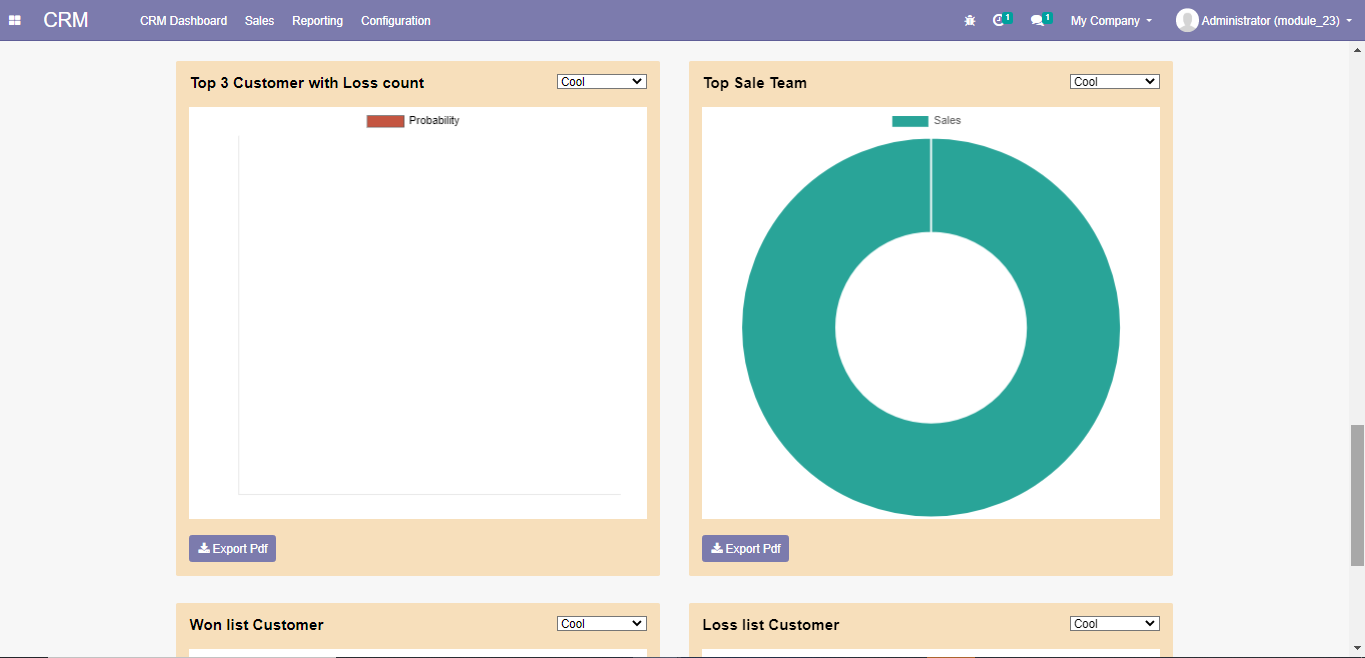 CRM CRM Dashboard Sales Reporting Configuration 1 1 My Company Administrator (module_23)
Top 3 Customer with Loss count Cool
Probability
Export Pdf
Top Sale Team Cool
Sales
Export Pdf
Won list Customer Cool
Loss list Customer Cool